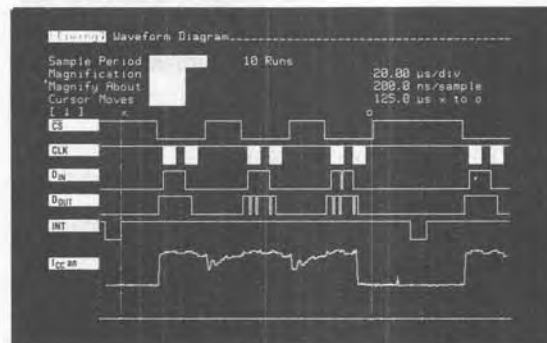 [Timing] Waveform Diagram
Sample Period 10 Runs
Magnification 20.00 µs/div
Magnify About 200.0 ns/sample
Cursor Moves 125.0 µs x to o
[ i ] x o
CS
CLK
DIN
DOUT
INT
ICC an